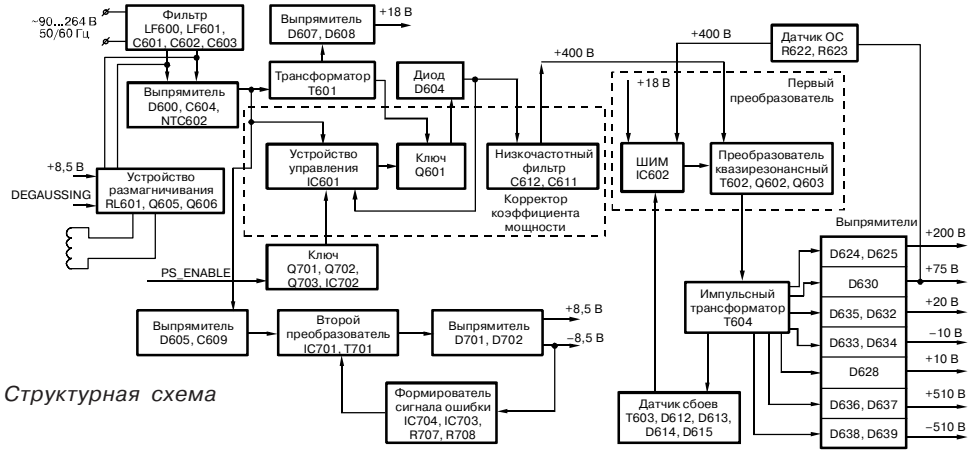 ~90...264 В
50/60 Гц
Фильтр
LF600, LF601,
C601, C602, C603
Выпрямитель
D607, D608
+18 В
Трансформатор
T601
Диод
D604
+400 В
+400 В
Датчик ОС
R622, R623
Выпрямитель
D600, C604,
NTC602
+18 В
Первый
преобразователь
Устройство
управления
IC601
Ключ
Q601
Низкочастотный
фильтр
C612, C611
Корректор
коэффициента
мощности
ШИМ
IC602
Преобразователь
квазирезонансный
T602, Q602, Q603
+8,5 В
DEGAUSSING
Устройство
размагничивания
RL601, Q605, Q606
PS_ENABLE
Ключ
Q701, Q702,
Q703, IC702
Выпрямители
D624, D625
+200 В
D630
+75 В
D635, D632
+20 В
D633, D634
−10 В
D628
+10 В
D636, D637
+510 В
D638, D639
−510 В
Импульсный
трансформатор
T604
Выпрямитель
D605, C609
Второй
преобразователь
IC701, T701
Выпрямитель
D701, D702
+8,5 В
−8,5 В
Структурная схема
Формирователь
сигнала ошибки
IC704, IC703,
R707, R708
Датчик сбоев
T603, D612, D613,
D614, D615